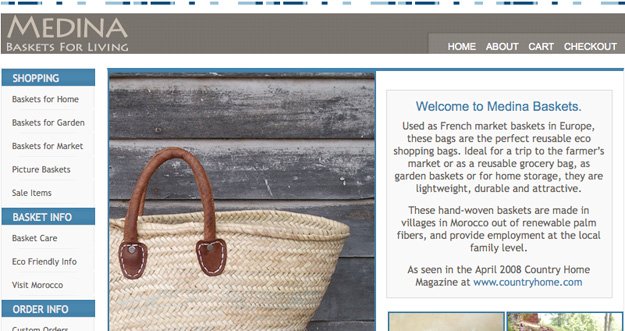 MEDINA
BASKETS FOR LIVING
HOME ABOUT CART CHECKOUT
SHOPPING
Baskets for Home
Baskets for Garden
Baskets for Market
Picture Baskets
Sale Items
BASKET INFO
Basket Care
Eco Friendly Info
Visit Morocco
ORDER INFO
Custom Orders
Welcome to Medina Baskets.
Used as French market baskets in Europe,
these bags are the perfect reusable eco
shopping bags. Ideal for a trip to the farmer's
market or as a reusable grocery bag, as
garden baskets or for home storage, they are
lightweight, durable and attractive.
These hand-woven baskets are made in
villages in Morocco out of renewable palm
fibers, and provide employment at the local
family level.
As seen in the April 2008 Country Home
Magazine at www.countryhome.com